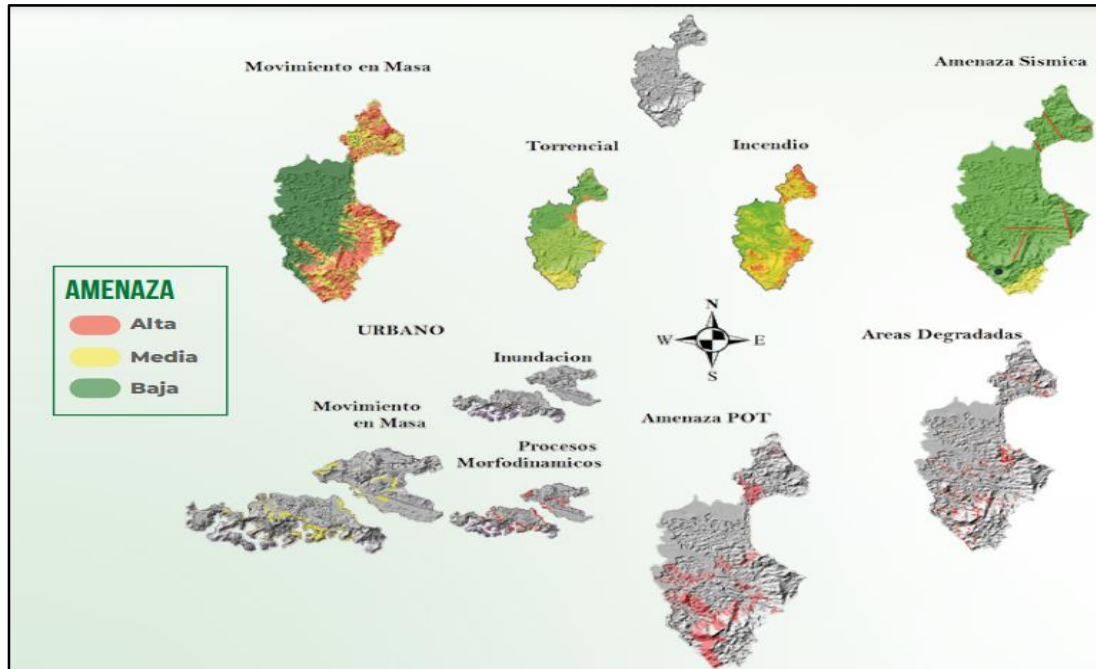 Movimiento en Masa
Amenaza Sismica
Torrencial
Incendio
AMENAZA
Alta
Media
Baja
URBANO
N
W E
S
Areas Degradadas
Inundacion
Movimiento
en Masa
Amenaza POT
Procesos
Morfodinamicos